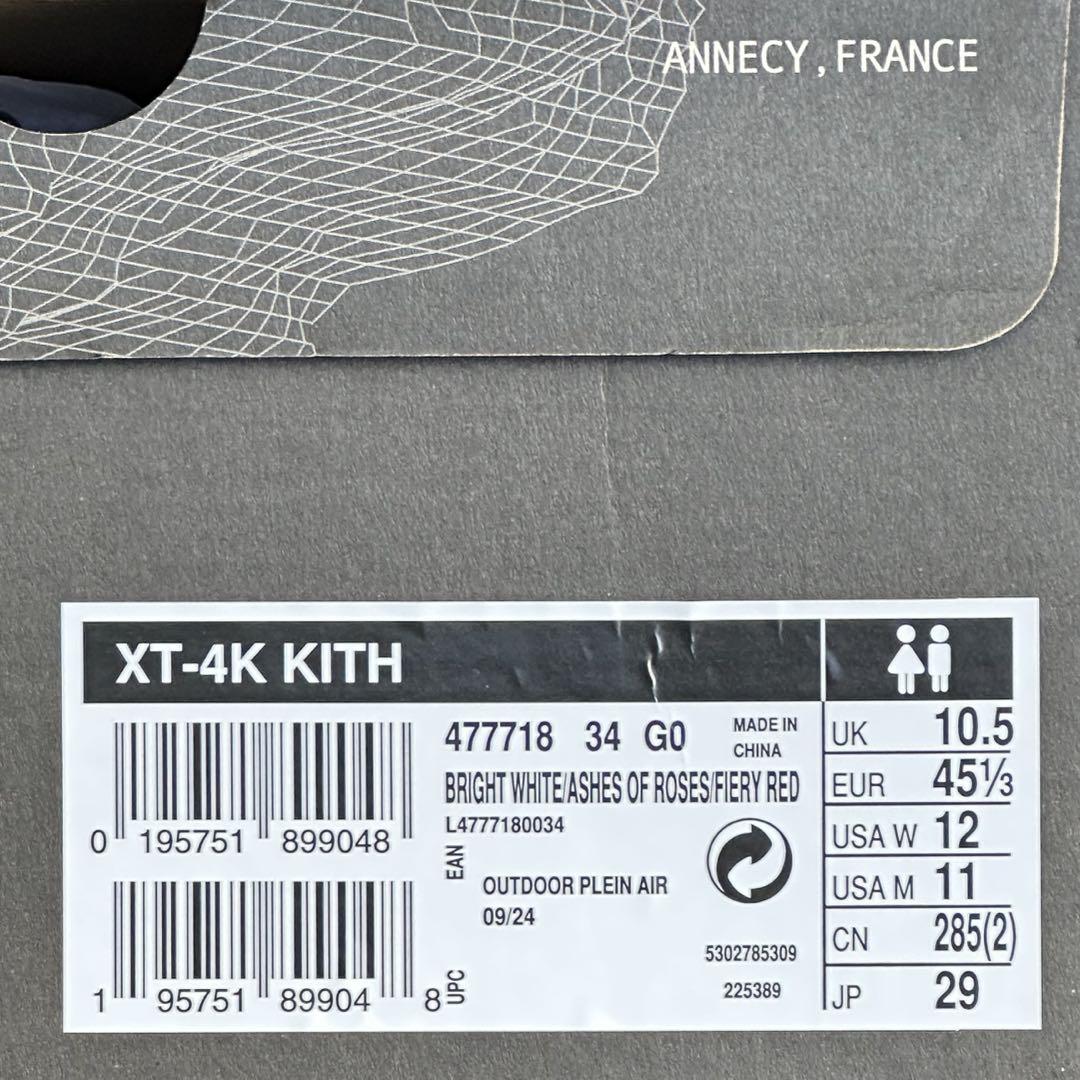 ANNECY,FRANCE
XT-4K KITH
477718 34 G0
MADE IN
CHINA
BRIGHT WHITE/ASHES OF ROSES/FIERY RED
L4777180034
0 195751 899048
EAN
OUTDOOR PLEIN AIR
09/24
5302785309
225389
1 95751 89904 8
UPC
UK 10.5
EUR 45⅓
USA W 12
USA M 11
CN 285(2)
JP 29